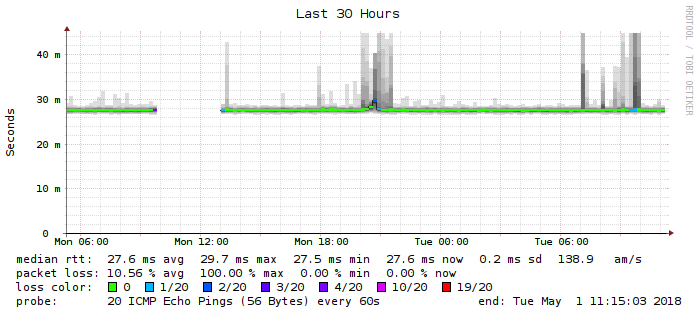 Last 30 Hours
RRDTOOL / TOBI OETIKER
Seconds
40 m
30 m
20 m
10 m
0
Mon 06:00 Mon 12:00 Mon 18:00 Tue 00:00 Tue 06:00
median rtt: 27.6 ms avg 29.7 ms max 27.5 ms min 27.6 ms now 0.2 ms sd 138.9 am/s
packet loss: 10.56 % avg 100.00 % max 0.00 % min 0.00 % now
loss color: 0 1/20 2/20 3/20 4/20 10/20 19/20
probe: 20 ICMP Echo Pings (56 Bytes) every 60s end: Tue May 1 11:15:03 2018